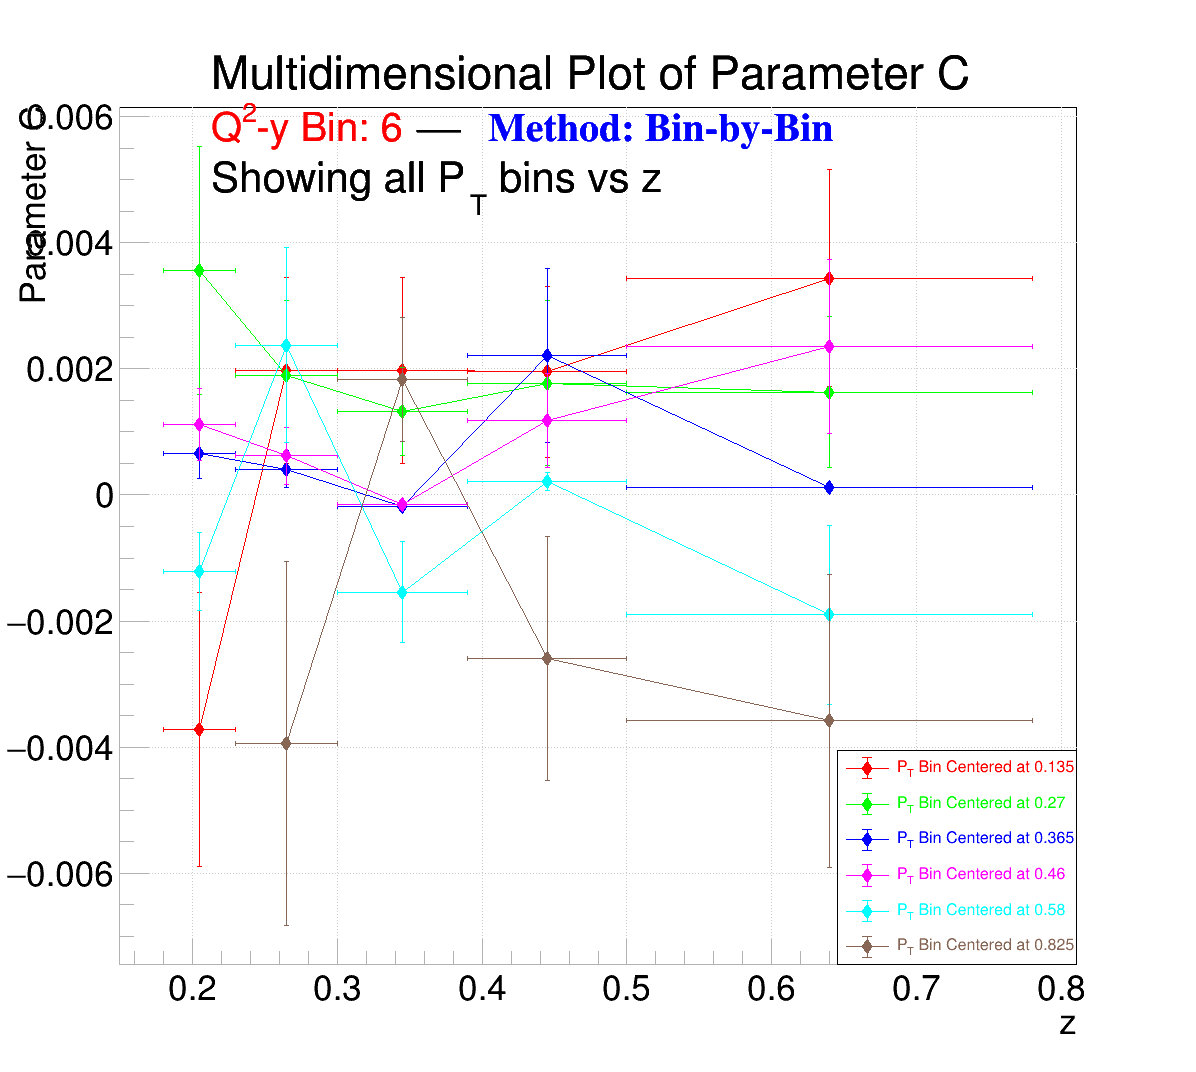 Multidimensional Plot of Parameter C
Q²-y Bin: 6 — Method: Bin-by-Bin
Showing all P_T bins vs z
Parameter C
0.006
0.004
0.002
0
−0.002
−0.004
−0.006
P_T Bin Centered at 0.135
P_T Bin Centered at 0.27
P_T Bin Centered at 0.365
P_T Bin Centered at 0.46
P_T Bin Centered at 0.58
P_T Bin Centered at 0.825
0.2 0.3 0.4 0.5 0.6 0.7 0.8
z